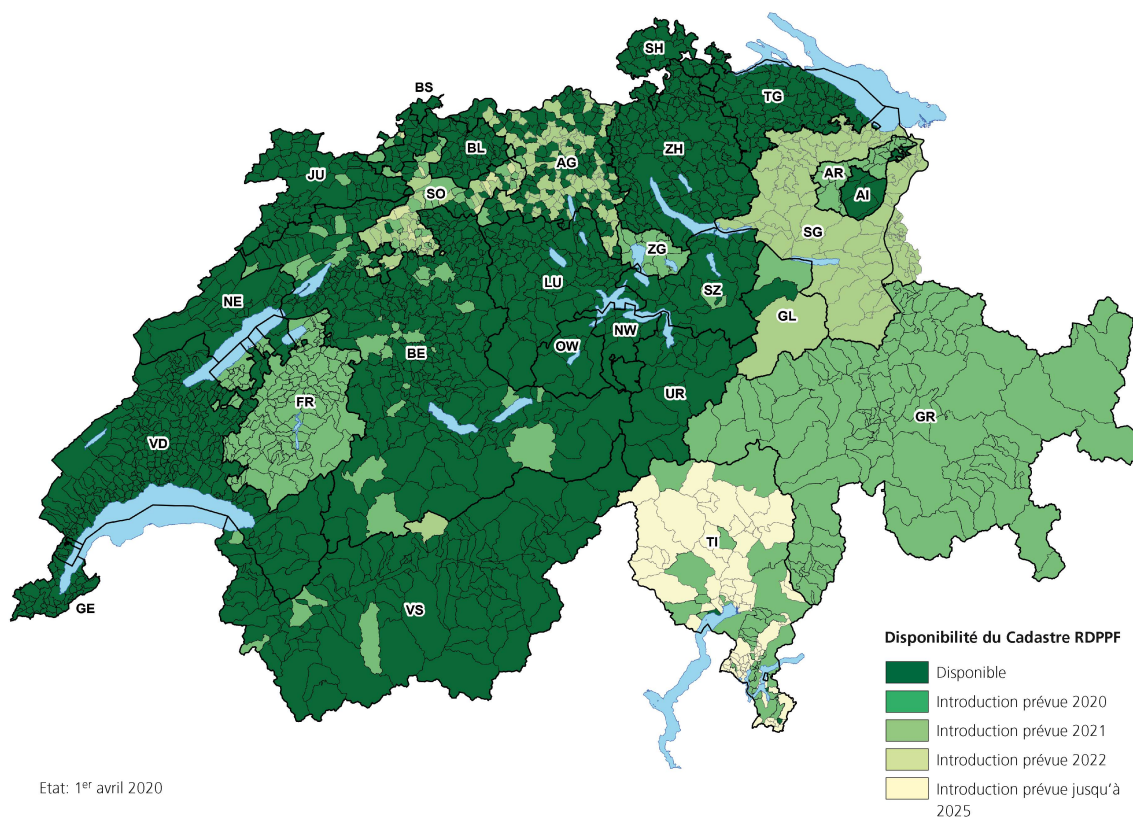 SH
BS
TG
BL
ZH
AG
JU
AR
SO
AI
SG
ZG
LU
SZ
NE
NW
GL
OW
BE
UR
FR
GR
VD
TI
GE
VS
Disponibilité du Cadastre RDPPF
Disponible
Introduction prévue 2020
Introduction prévue 2021
Introduction prévue 2022
Introduction prévue jusqu'à
2025
Etat: 1er avril 2020